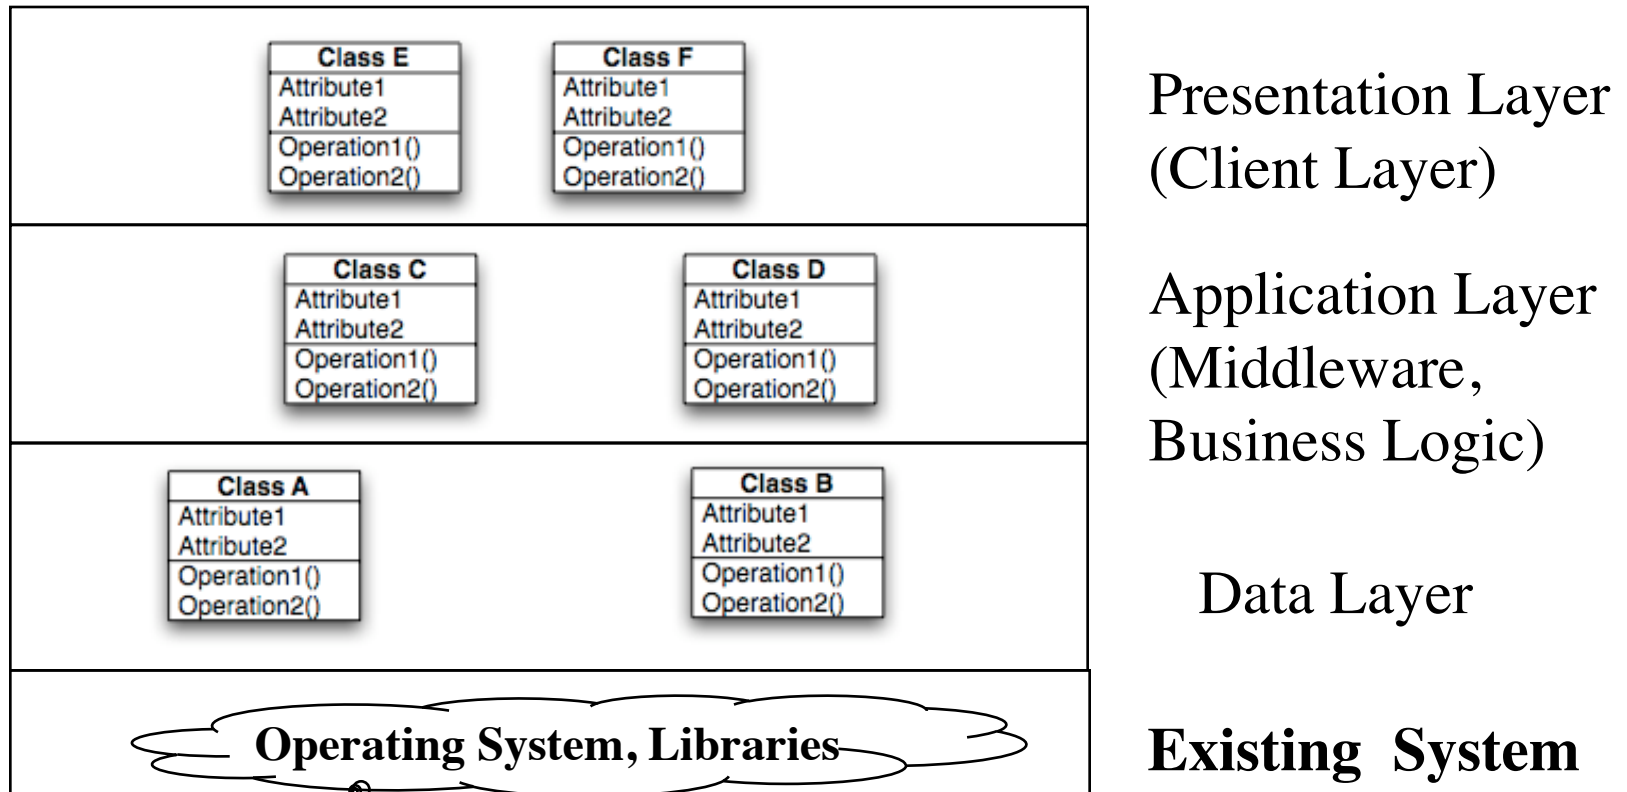 Class E
Attribute1
Attribute2
Operation1()
Operation2()
Class F
Attribute1
Attribute2
Operation1()
Operation2()
Presentation Layer
(Client Layer)
Class C
Attribute1
Attribute2
Operation1()
Operation2()
Class D
Attribute1
Attribute2
Operation1()
Operation2()
Application Layer
(Middleware,
Business Logic)
Class A
Attribute1
Attribute2
Operation1()
Operation2()
Class B
Attribute1
Attribute2
Operation1()
Operation2()
Data Layer
Operating System, Libraries
Existing System